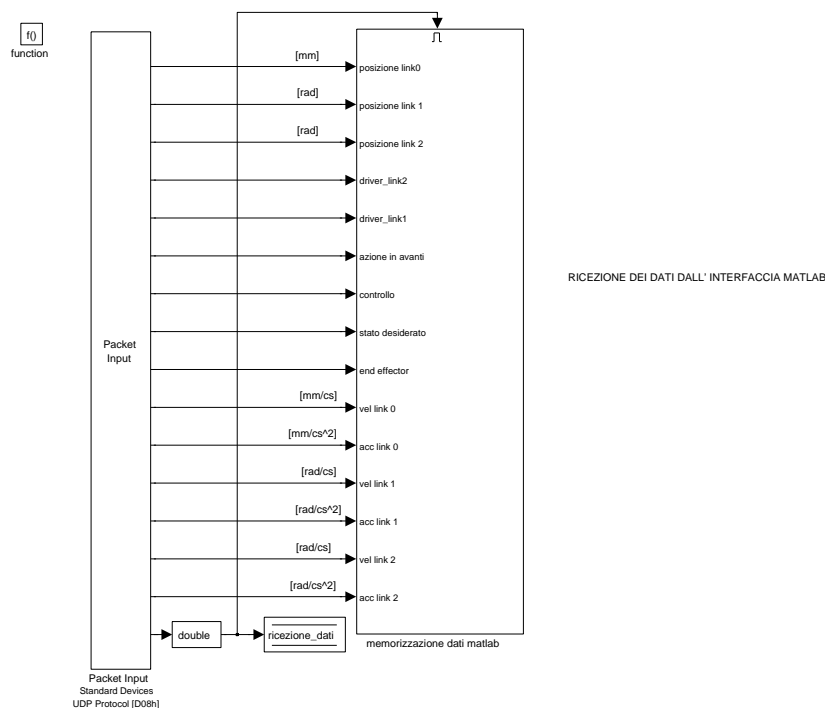 f()
function
[mm]
posizione link0
[rad]
posizione link 1
[rad]
posizione link 2
driver_link2
driver_link1
azione in avanti
RICEZIONE DEI DATI DALL' INTERFACCIA MATLAB
controllo
stato desiderato
Packet
Input
end effector
[mm/cs]
vel link 0
[mm/cs^2]
acc link 0
[rad/cs]
vel link 1
[rad/cs^2]
acc link 1
[rad/cs]
vel link 2
[rad/cs^2]
acc link 2
double
ricezione_dati
memorizzazione dati matlab
Packet Input
Standard Devices
UDP Protocol [D08h]